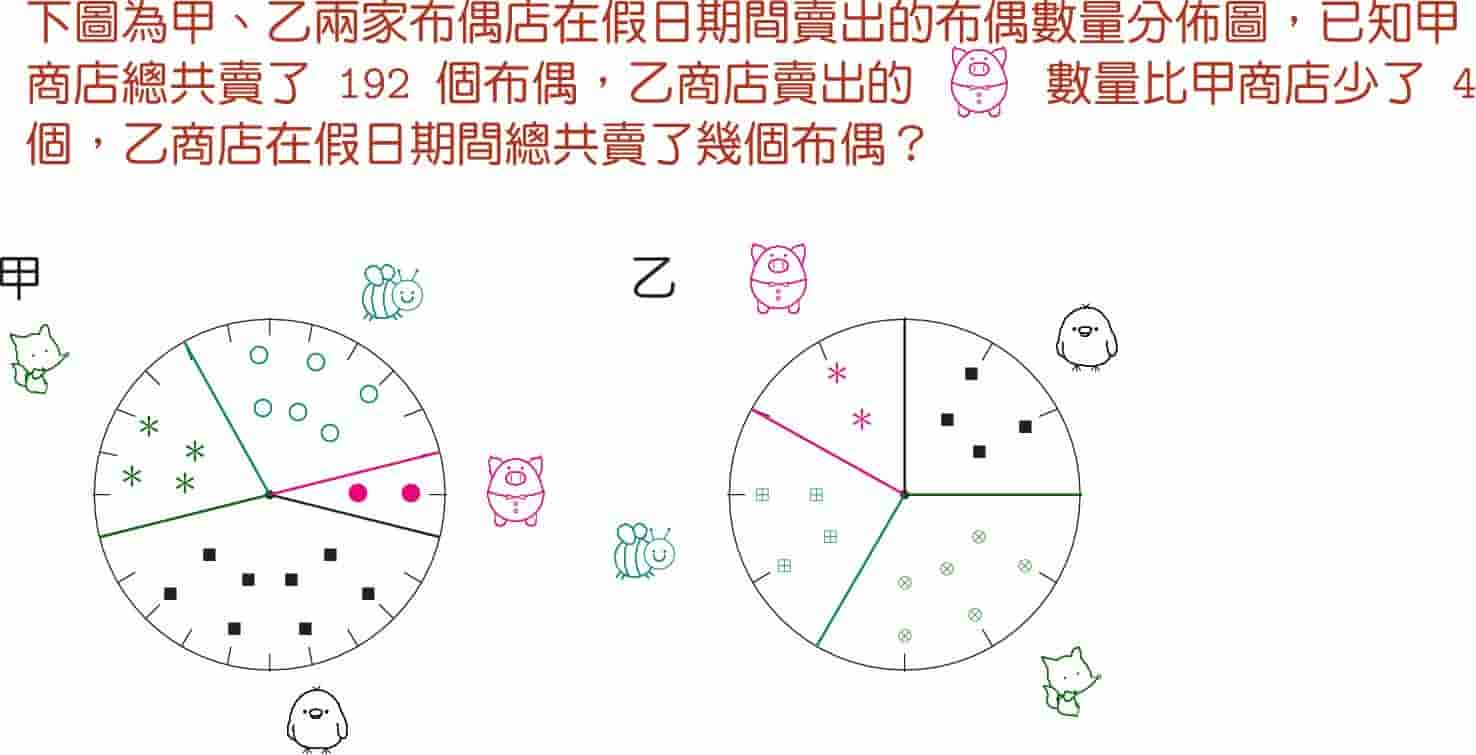 下圖為甲、乙兩家布偶店在假日期間賣出的布偶數量分佈圖，已知甲
商店總共賣了 192 個布偶，乙商店賣出的 數量比甲商店少了 4
個，乙商店在假日期間總共賣了幾個布偶？
甲
乙